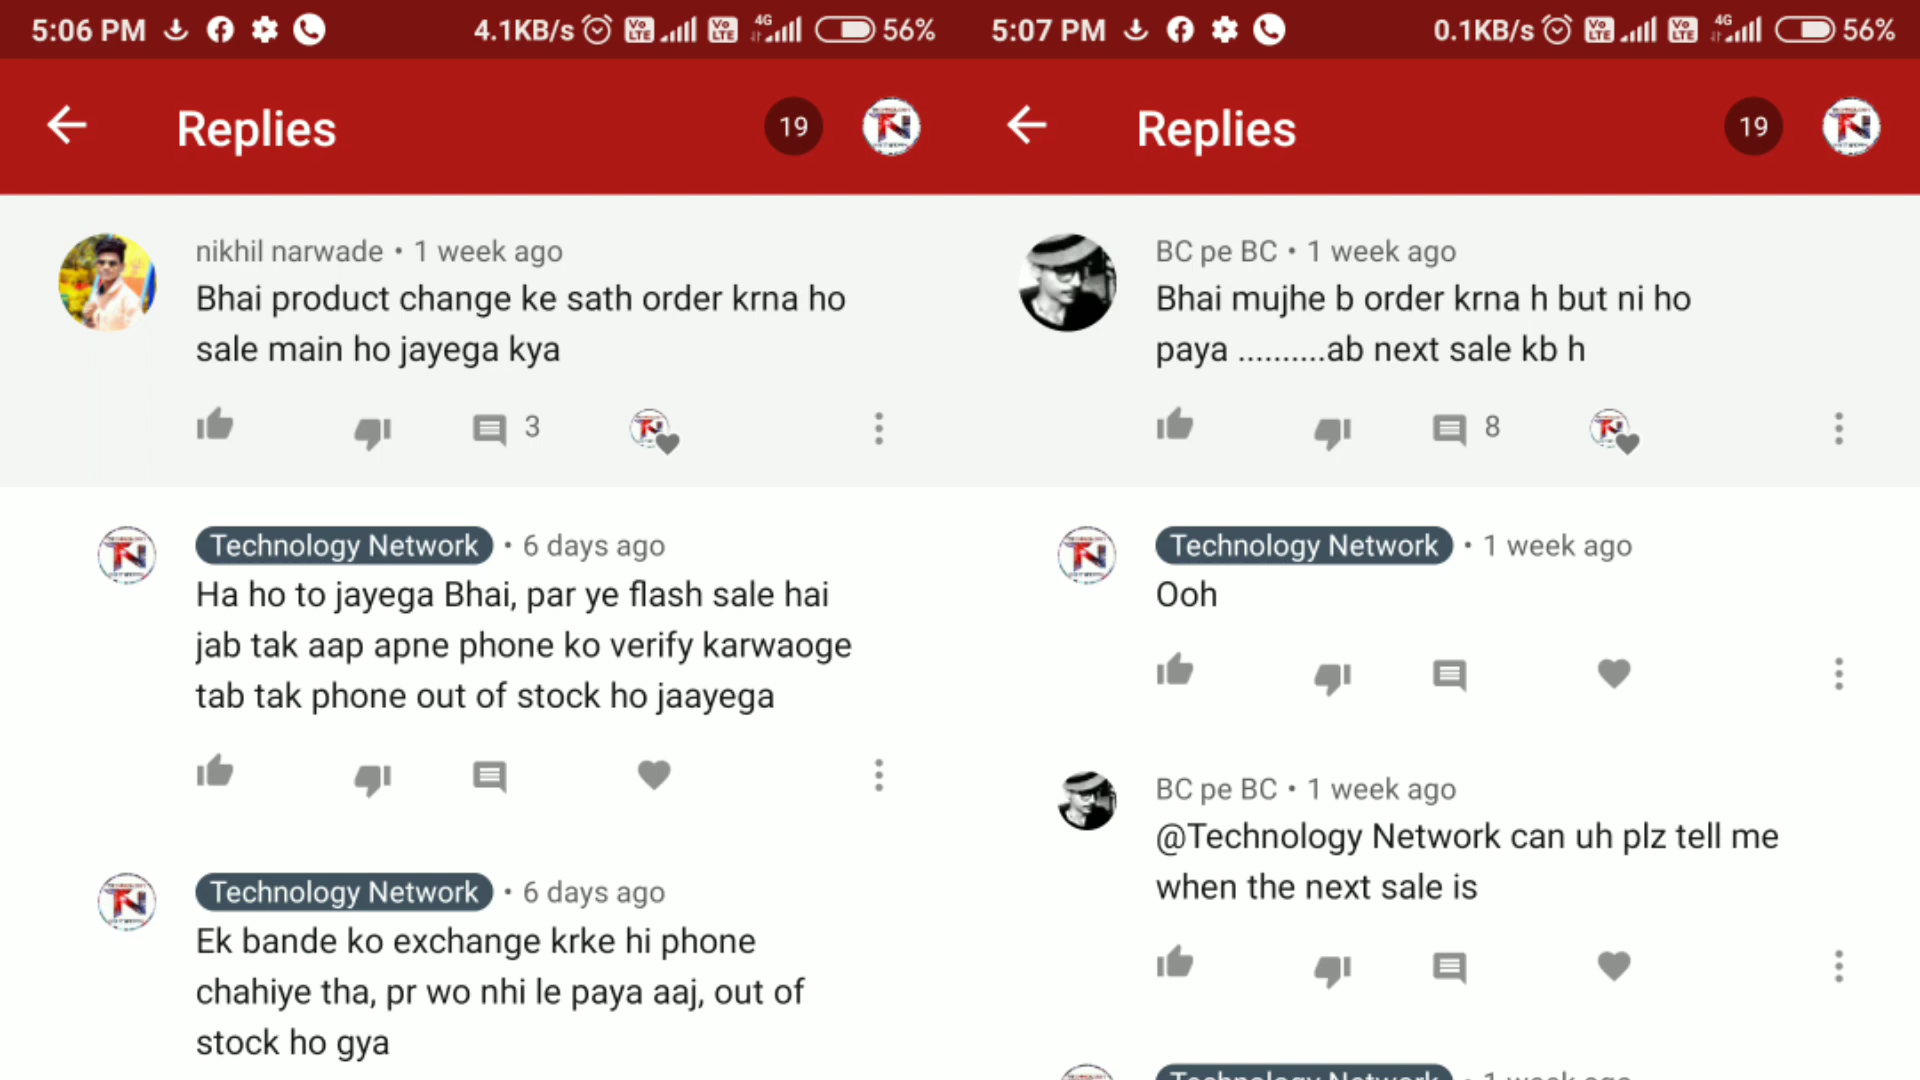 5:06 PM 4.1KB/s 4G 56%
Replies 19
nikhil narwade • 1 week ago
Bhai product change ke sath order krna ho
sale main ho jayega kya
3
Technology Network • 6 days ago
Ha ho to jayega Bhai, par ye flash sale hai
jab tak aap apne phone ko verify karwaoge
tab tak phone out of stock ho jaayega
Technology Network • 6 days ago
Ek bande ko exchange krke hi phone
chahiye tha, pr wo nhi le paya aaj, out of
stock ho gya
5:07 PM 0.1KB/s 4G 56%
Replies 19
BC pe BC • 1 week ago
Bhai mujhe b order krna h but ni ho
paya ..........ab next sale kb h
8
Technology Network • 1 week ago
Ooh
BC pe BC • 1 week ago
@Technology Network can uh plz tell me
when the next sale is
Technology Network • 1 week ago